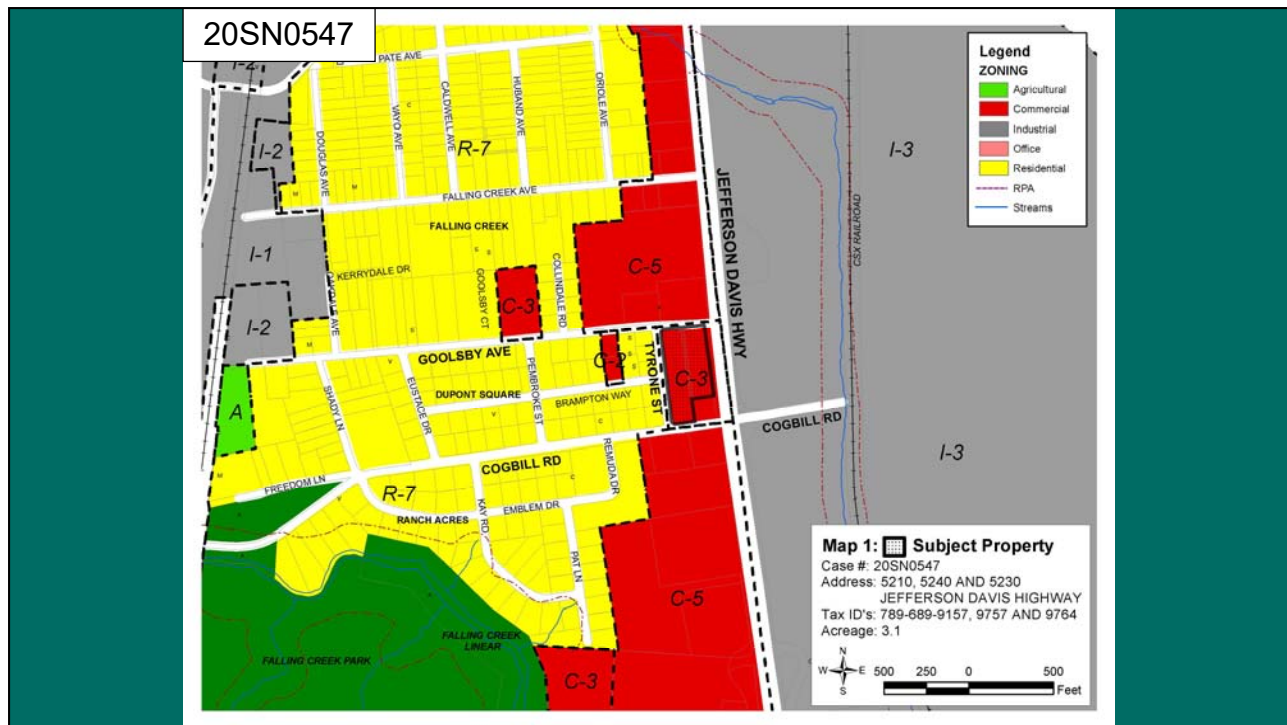 20SN0547
I-2
PATE AVE
CALDWELL AVE
HUBAND AVE
ORIOLE AVE
VAYO AVE
DOUGLAS AVE
C
R-7
I-2
M
M
FALLING CREEK AVE
FALLING CREEK
JEFFERSON DAVIS HWY
I-3
CSX RAILROAD
I-1
KERRYDALE DR
OAKDALE AVE
GOOLSBY CT
COLLINDALE RD
S
S
C-3
C-5
I-2
M
S
GOOLSBY AVE
V
C-2
TYRONE ST
C-3
A
SHADY LN
EUSTACE DR
DUPONT SQUARE
PEMBROKE ST
BRAMPTON WAY
V
C
COGBILL RD
COGBILL RD
REMUDA DR
I-3
M
FREEDOM LN
V
R-7
RANCH ACRES
KAY RD
EMBLEM DR
C
PAT LN
C-5
FALLING CREEK PARK
FALLING CREEK
LINEAR
C-3
Legend
ZONING
Agricultural
Commercial
Industrial
Office
Residential
RPA
Streams
Map 1: Subject Property
Case #: 20SN0547
Address: 5210, 5240 AND 5230
JEFFERSON DAVIS HIGHWAY
Tax ID's: 789-689-9157, 9757 AND 9764
Acreage: 3.1
N
W E
S
500 250 0 500
Feet